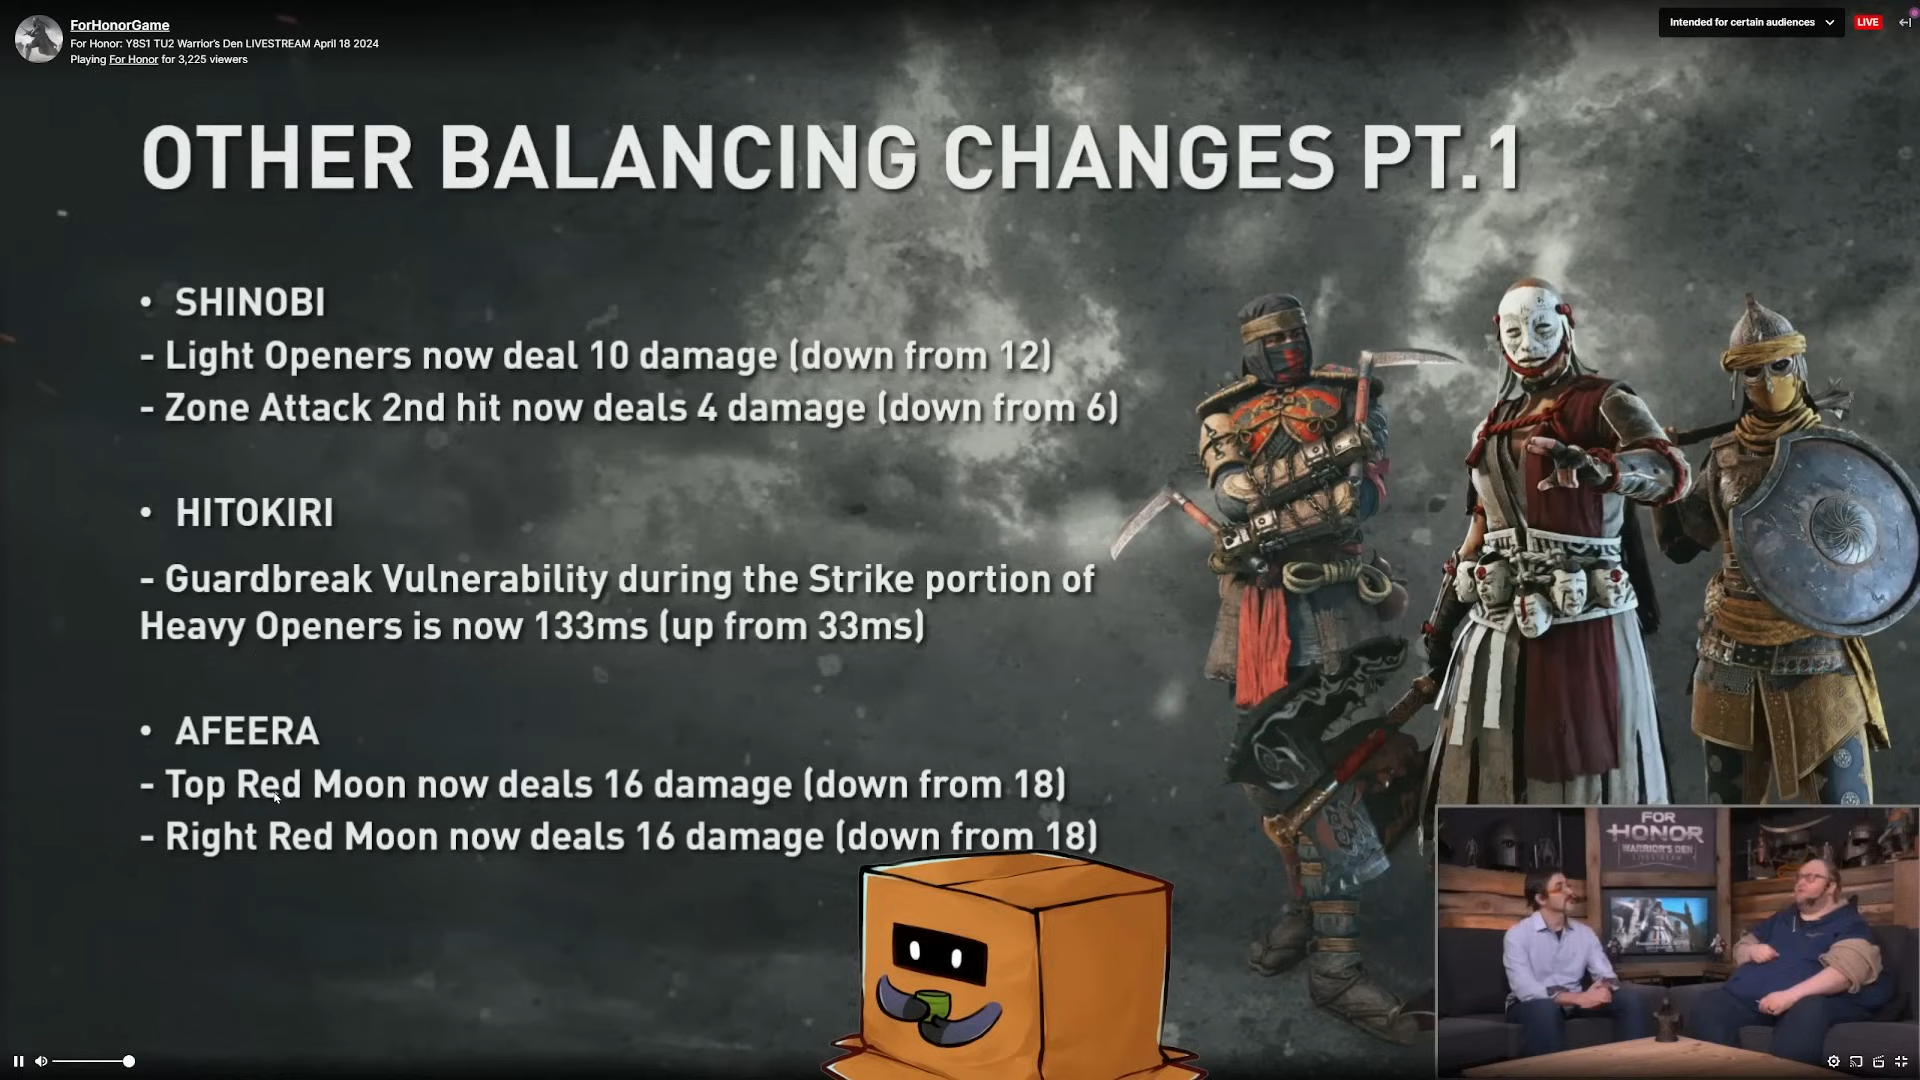 ForHonorGame
For Honor: Y8S1 TU2 Warrior's Den LIVESTREAM April 18 2024
Playing For Honor for 3,225 viewers
Intended for certain audiences
LIVE
OTHER BALANCING CHANGES PT.1
• SHINOBI
- Light Openers now deal 10 damage (down from 12)
- Zone Attack 2nd hit now deals 4 damage (down from 6)
• HITOKIRI
- Guardbreak Vulnerability during the Strike portion of
Heavy Openers is now 133ms (up from 33ms)
• AFEERA
- Top Red Moon now deals 16 damage (down from 18)
- Right Red Moon now deals 16 damage (down from 18)
FOR
HONOR
WARRIOR'S DEN
LIVESTREAM